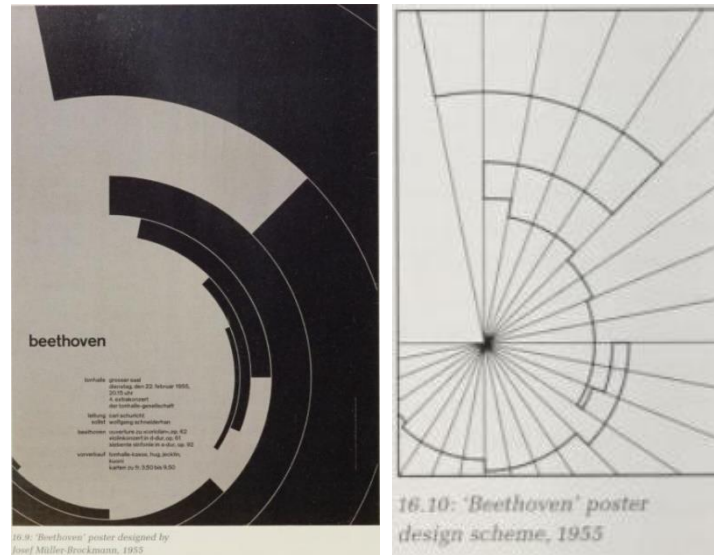 beethoven
tonhalle grosser saal
dienstag, den 22. februar 1955,
20.15 uhr
4. extrakonzert
der tonhalle-gesellschaft
leitung carl schuricht
solist wolfgang schneiderhan
beethoven ouvertüre zu coriolan, op. 62
violinkonzert in d-dur, op. 61
siebente sinfonie in a-dur, op. 92
vorverkauf tonhalle-kasse, hug, jecklin,
kuoni
karten zu fr. 3.50 bis 9.50
16.9: 'Beethoven' poster designed by
Josef Müller-Brockmann, 1955
16.10: 'Beethoven' poster
design scheme, 1955